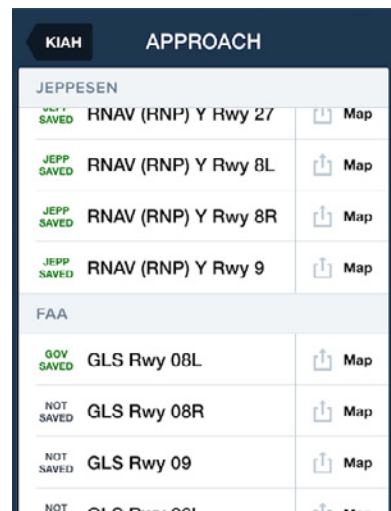 KIAH APPROACH
JEPPESEN
JEPP SAVED RNAV (RNP) Y Rwy 27 Map
JEPP SAVED RNAV (RNP) Y Rwy 8L Map
JEPP SAVED RNAV (RNP) Y Rwy 8R Map
JEPP SAVED RNAV (RNP) Y Rwy 9 Map
FAA
GOV SAVED GLS Rwy 08L Map
NOT SAVED GLS Rwy 08R Map
NOT SAVED GLS Rwy 09 Map
NOT